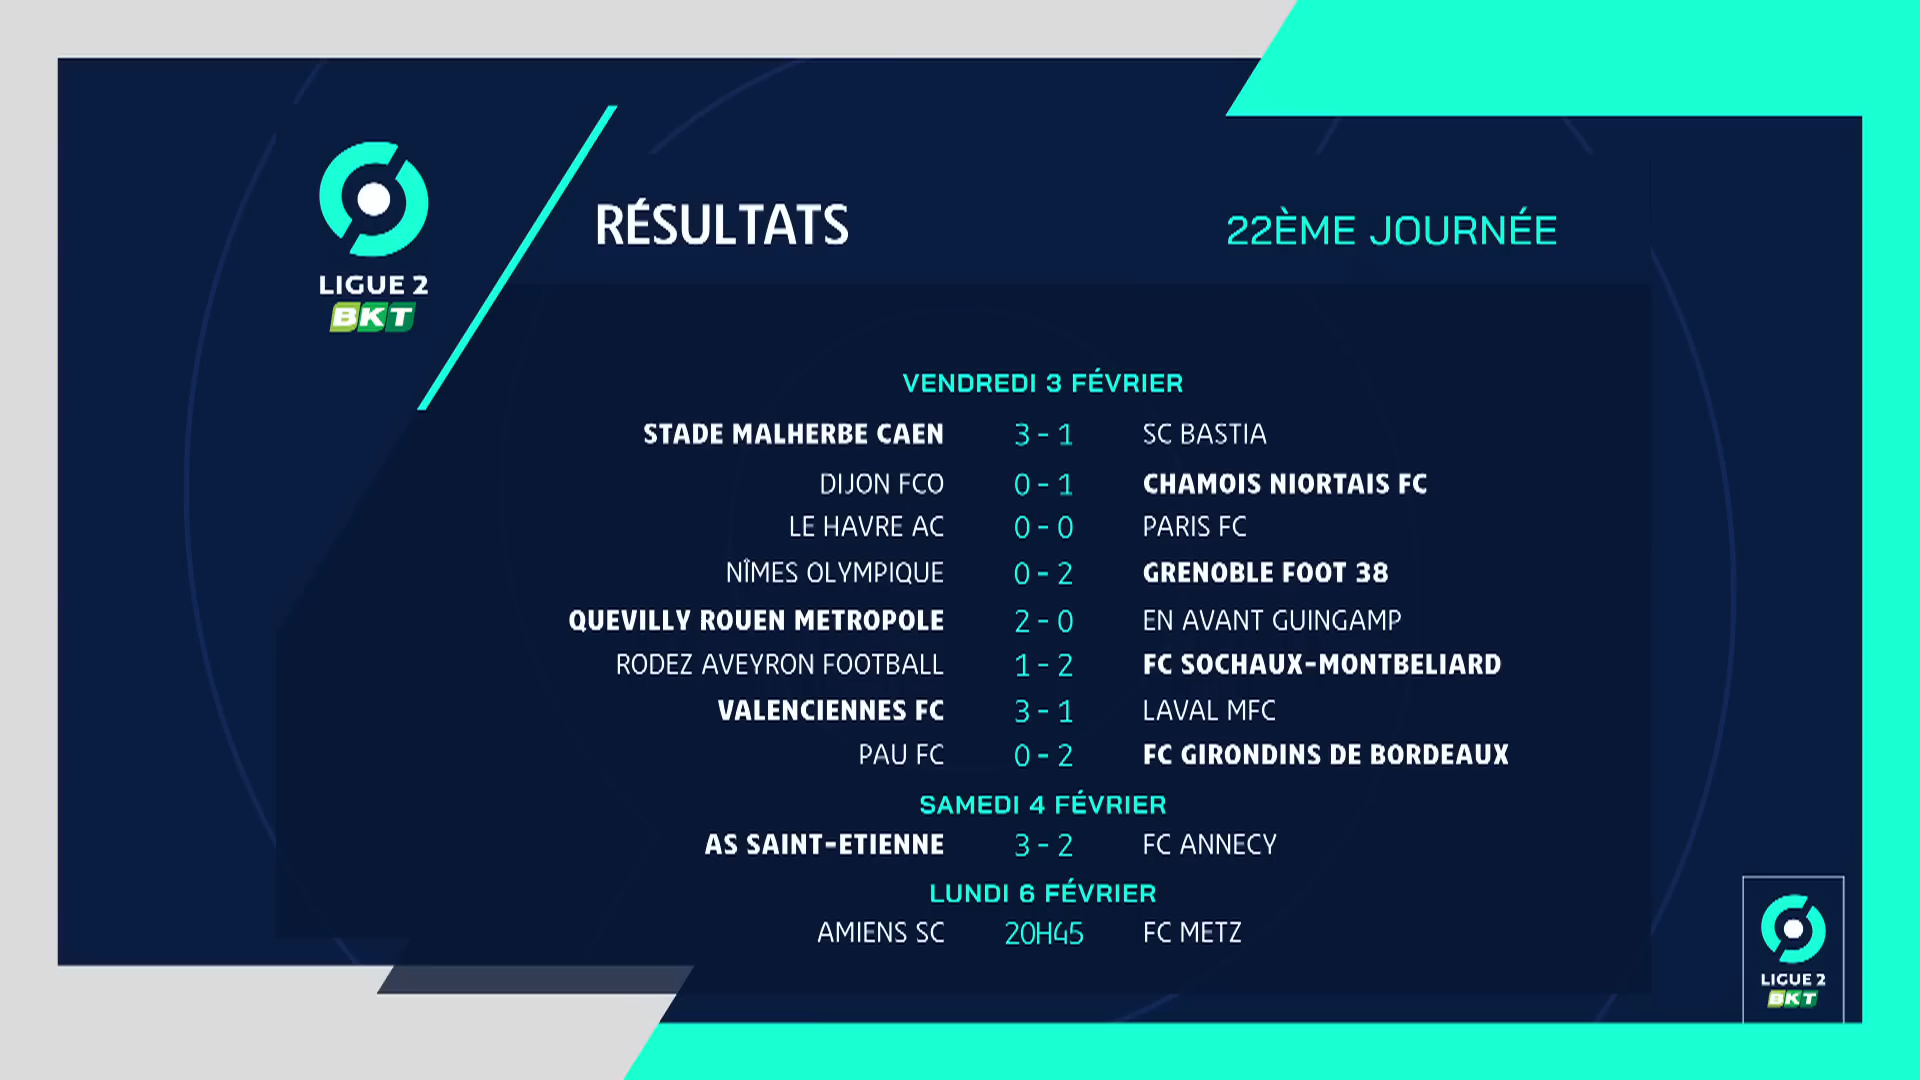 RÉSULTATS
22ÈME JOURNÉE
LIGUE 2
BKT
VENDREDI 3 FÉVRIER
STADE MALHERBE CAEN 3 - 1 SC BASTIA
DIJON FCO 0 - 1 CHAMOIS NIORTAIS FC
LE HAVRE AC 0 - 0 PARIS FC
NÎMES OLYMPIQUE 0 - 2 GRENOBLE FOOT 38
QUEVILLY ROUEN METROPOLE 2 - 0 EN AVANT GUINGAMP
RODEZ AVEYRON FOOTBALL 1 - 2 FC SOCHAUX-MONTBELIARD
VALENCIENNES FC 3 - 1 LAVAL MFC
PAU FC 0 - 2 FC GIRONDINS DE BORDEAUX
SAMEDI 4 FÉVRIER
AS SAINT-ETIENNE 3 - 2 FC ANNECY
LUNDI 6 FÉVRIER
AMIENS SC 20H45 FC METZ
LIGUE 2
BKT